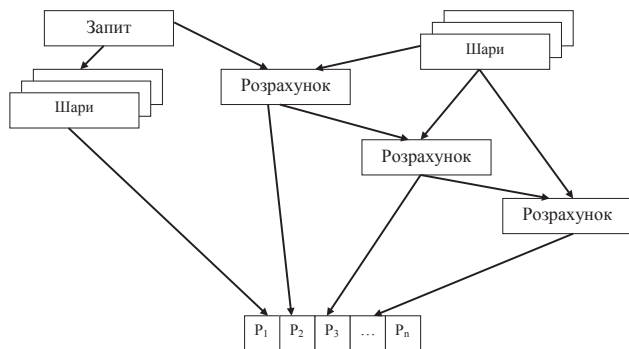 Запит
Шари
Розрахунок
Шари
Розрахунок
Розрахунок
P1 P2 P3 … Pn